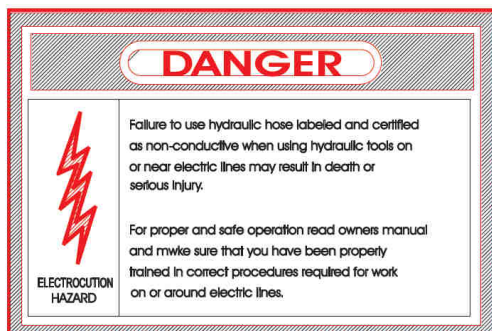 DANGER
Failure to use hydraulic hose labeled and certified
as non-conductive when using hydraulic tools on
or near electric lines may result in death or
serious injury.
For proper and safe operation read owners manual
and mwke sure that you have been properly
trained in correct procedures required for work
on or around electric lines.
ELECTROCUTION
HAZARD